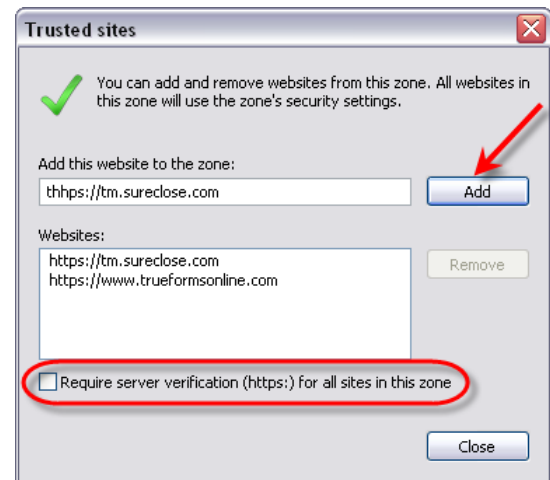 Trusted sites
You can add and remove websites from this zone. All websites in
this zone will use the zone's security settings.
Add this website to the zone:
thhps://tm.sureclose.com
Add
Websites:
https://tm.sureclose.com
https://www.trueformsonline.com
Remove
Require server verification (https:) for all sites in this zone
Close